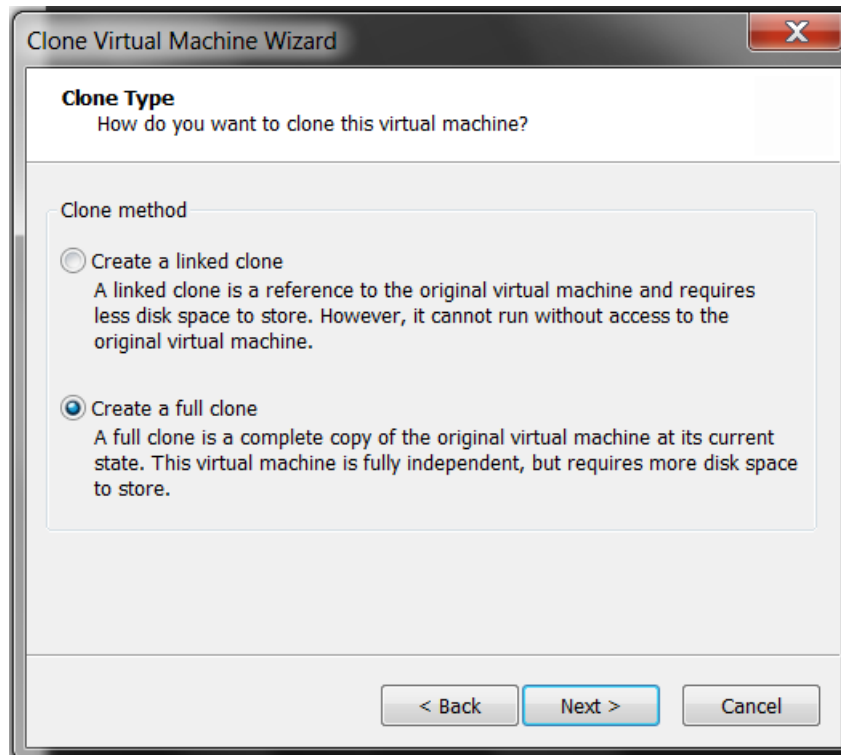 Clone Virtual Machine Wizard
Clone Type
How do you want to clone this virtual machine?
Clone method
Create a linked clone
A linked clone is a reference to the original virtual machine and requires
less disk space to store. However, it cannot run without access to the
original virtual machine.
Create a full clone
A full clone is a complete copy of the original virtual machine at its current
state. This virtual machine is fully independent, but requires more disk space
to store.
< Back Next > Cancel